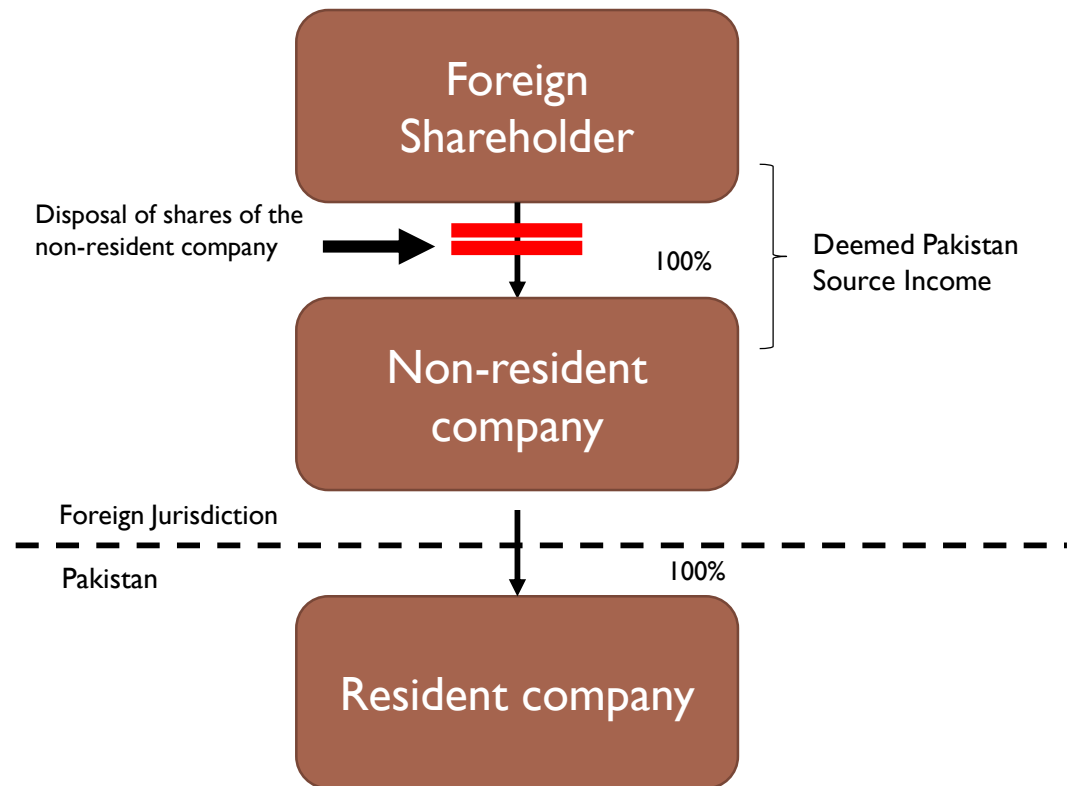 Foreign
Shareholder
Disposal of shares of the
non-resident company
100%
Deemed Pakistan
Source Income
Non-resident
company
Foreign Jurisdiction
Pakistan
100%
Resident company